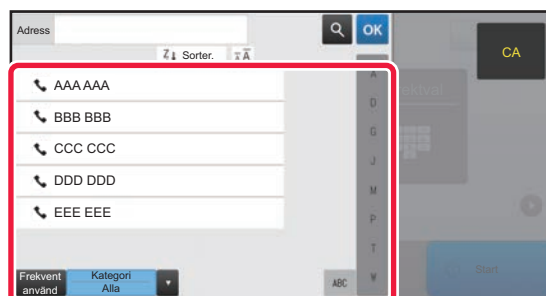 Adress
OK
CA
Sorter.
A
AAA AAA
D
BBB BBB
G
CCC CCC
J
DDD DDD
M
EEE EEE
P
T
W
Frekvent
använd
Kategori
Alla
ABC
Start